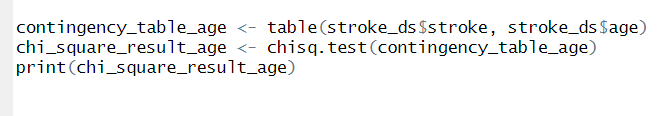 contingency_table_age <- table(stroke_ds$stroke, stroke_ds$age)
chi_square_result_age <- chisq.test(contingency_table_age)
print(chi_square_result_age)